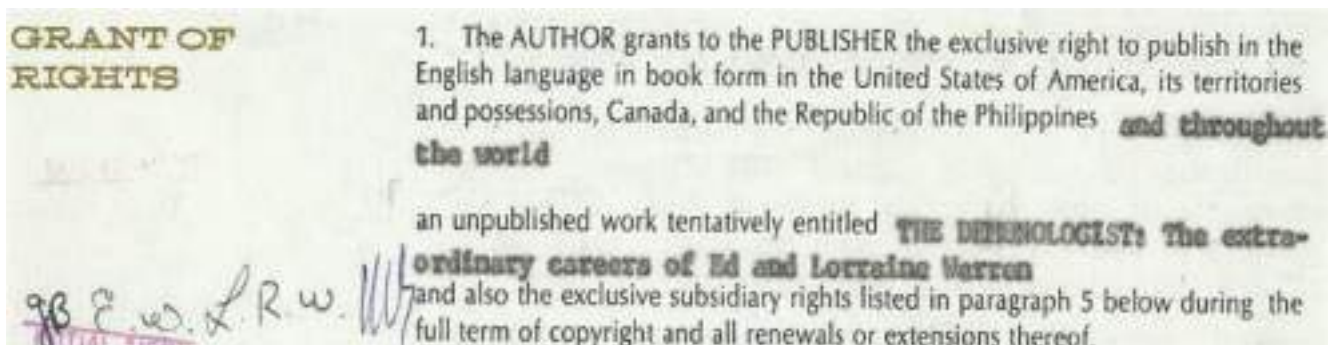 GRANT OF
RIGHTS
1. The AUTHOR grants to the PUBLISHER the exclusive right to publish in the
English language in book form in the United States of America, its territories
and possessions, Canada, and the Republic of the Philippines and throughout
the world
an unpublished work tentatively entitled THE DEMONOLOGIST: The extra-
ordinary careers of Ed and Lorraine Warren
and also the exclusive subsidiary rights listed in paragraph 5 below during the
full term of copyright and all renewals or extensions thereof.
gB E.w. L.R.w.